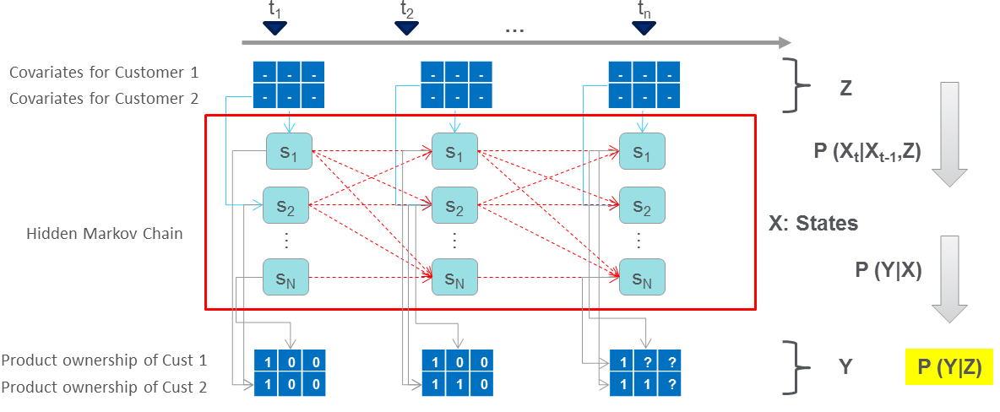 t1 t2 ... tn
Covariates for Customer 1 - - - - - - - - -
Covariates for Customer 2 - - - - - - - - -
Z
S1 S1 S1
P (Xt|Xt-1,Z)
S2 S2 S2
Hidden Markov Chain ⋮ ⋮ ⋮
X: States
SN SN SN
P (Y|X)
Product ownership of Cust 1 1 0 0 1 0 0 1 ? ?
Product ownership of Cust 2 1 0 0 1 1 0 1 1 ?
Y
P (Y|Z)